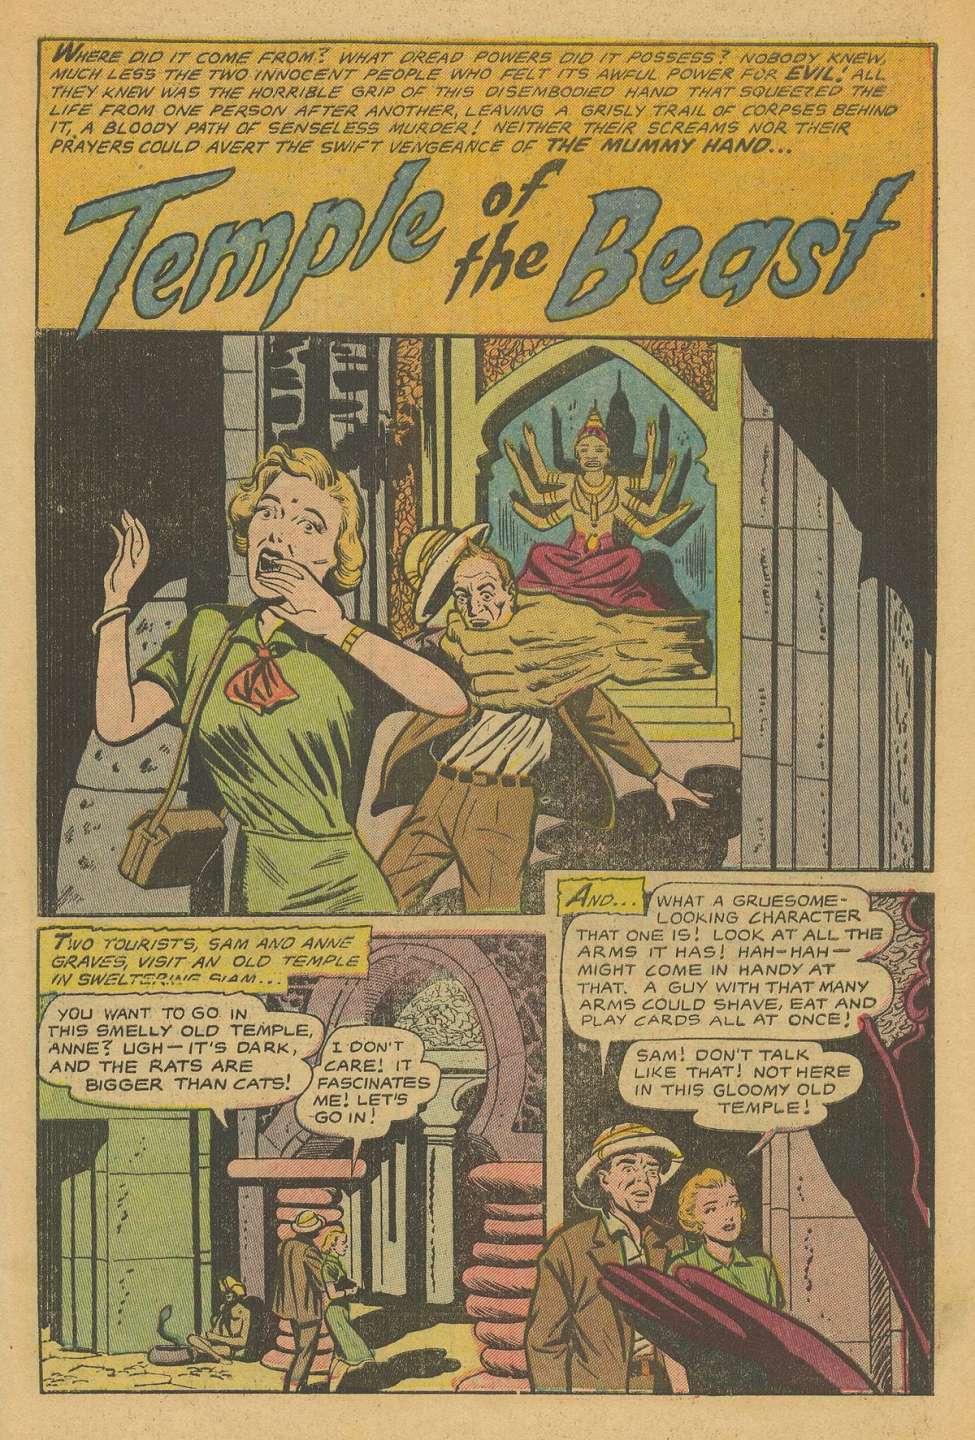 WHERE DID IT COME FROM? WHAT DREAD POWERS DID IT POSSESS? NOBODY KNEW,
MUCH LESS THE TWO INNOCENT PEOPLE WHO FELT ITS AWFUL POWER FOR EVIL! ALL
THEY KNEW WAS THE HORRIBLE GRIP OF THIS DISEMBODIED HAND THAT SQUEEZED THE
LIFE FROM ONE PERSON AFTER ANOTHER, LEAVING A GRISLY TRAIL OF CORPSES BEHIND
IT, A BLOODY PATH OF SENSELESS MURDER! NEITHER THEIR SCREAMS NOR THEIR
PRAYERS COULD AVERT THE SWIFT VENGEANCE OF THE MUMMY HAND...
Temple of the Beast
TWO TOURISTS, SAM AND ANNE
GRAVES, VISIT AN OLD TEMPLE
IN SWELTERING SIAM...
YOU WANT TO GO IN
THIS SMELLY OLD TEMPLE,
ANNE? UGH—IT'S DARK,
AND THE RATS ARE
BIGGER THAN CATS!
I DON'T
CARE! IT
FASCINATES
ME! LET'S
GO IN!
AND...
WHAT A GRUESOME-
LOOKING CHARACTER
THAT ONE IS! LOOK AT ALL THE
ARMS IT HAS! HAH-HAH—
MIGHT COME IN HANDY AT
THAT. A GUY WITH THAT MANY
ARMS COULD SHAVE, EAT AND
PLAY CARDS ALL AT ONCE!
SAM! DON'T TALK
LIKE THAT! NOT HERE
IN THIS GLOOMY OLD
TEMPLE!